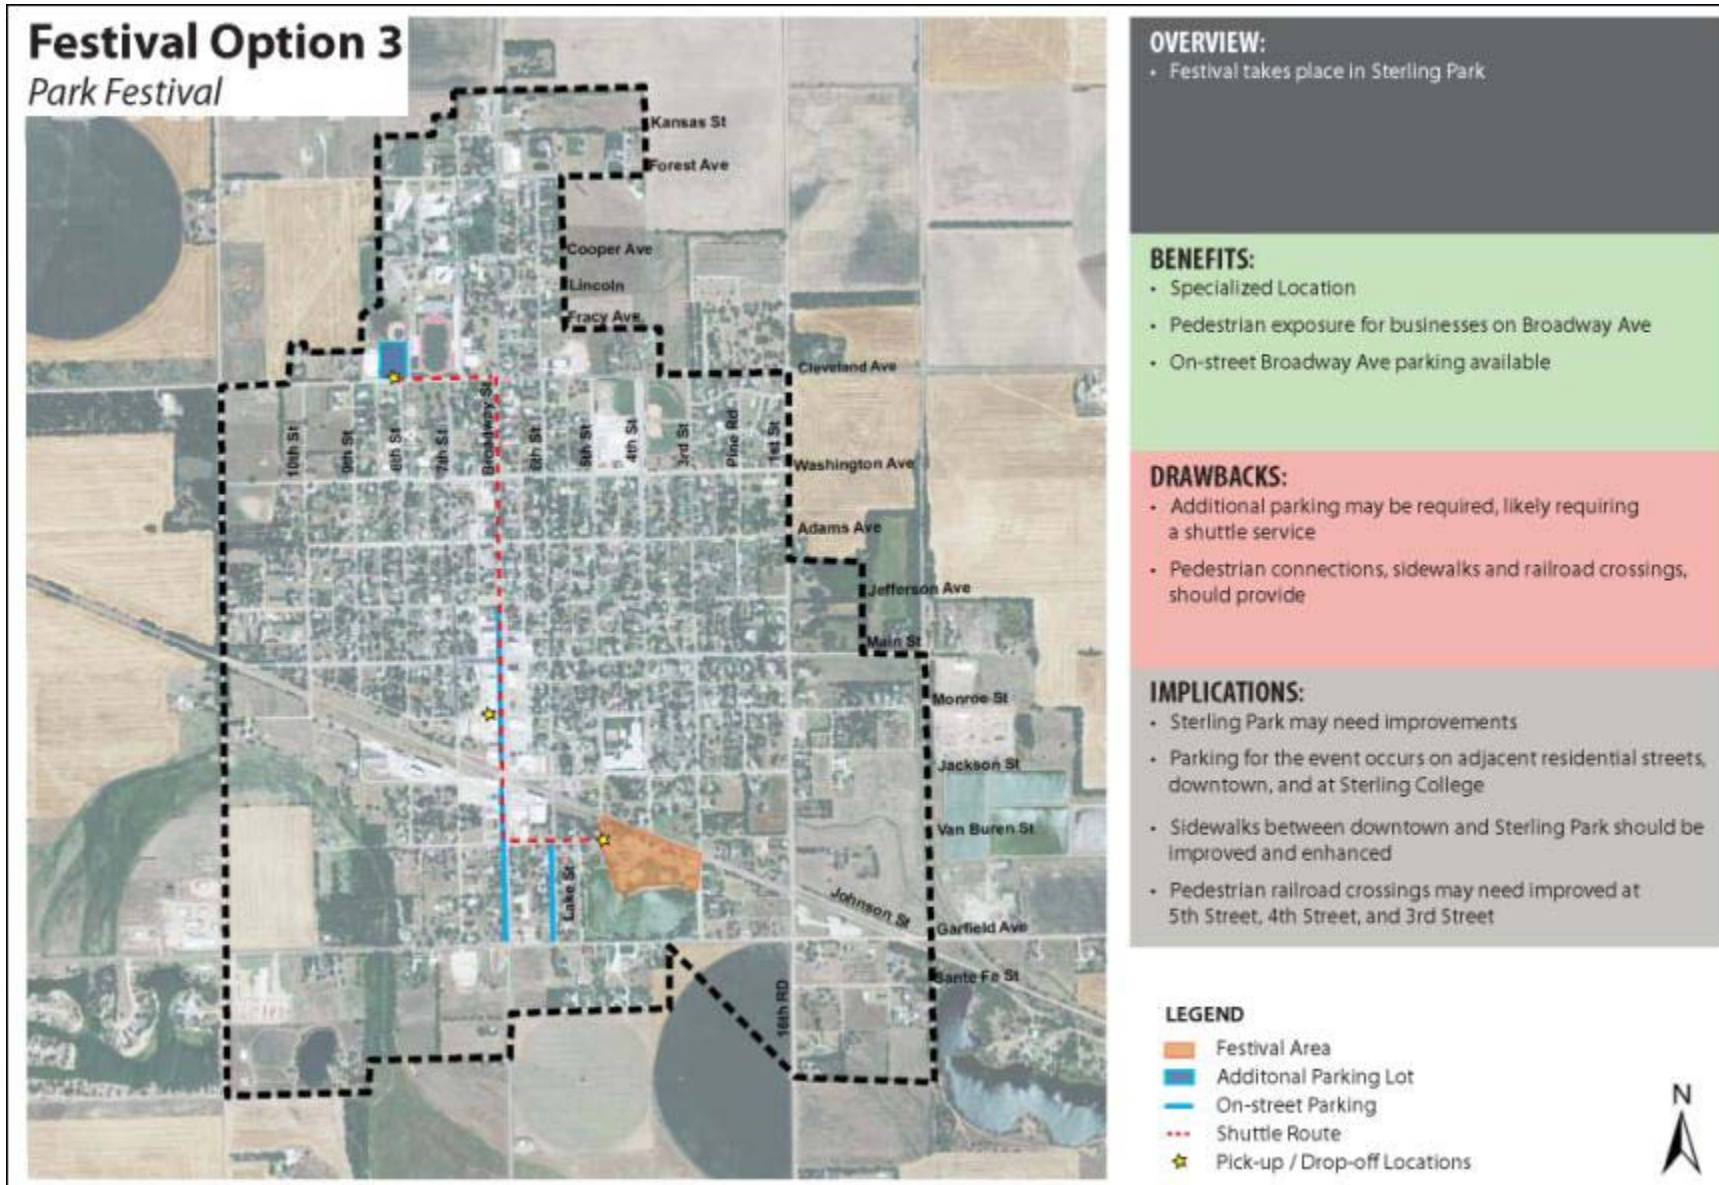 Festival Option 3
Park Festival
Kansas St
Forest Ave
Cooper Ave
Lincoln
Fracy Ave
Cleveland Ave
10th St
9th St
8th St
7th St
Broadway St
6th St
5th St
4th St
3rd St
Pine Rd
1st St
Washington Ave
Adams Ave
Jefferson Ave
Main St
Monroe St
Jackson St
Van Buren St
Lake St
Johnson St
Garfield Ave
Sante Fe St
16th RD
OVERVIEW:
• Festival takes place in Sterling Park
BENEFITS:
• Specialized Location
• Pedestrian exposure for businesses on Broadway Ave
• On-street Broadway Ave parking available
DRAWBACKS:
• Additional parking may be required, likely requiring
a shuttle service
• Pedestrian connections, sidewalks and railroad crossings,
should provide
IMPLICATIONS:
• Sterling Park may need improvements
• Parking for the event occurs on adjacent residential streets,
downtown, and at Sterling College
• Sidewalks between downtown and Sterling Park should be
improved and enhanced
• Pedestrian railroad crossings may need improved at
5th Street, 4th Street, and 3rd Street
LEGEND
Festival Area
Additonal Parking Lot
On-street Parking
Shuttle Route
Pick-up / Drop-off Locations
N